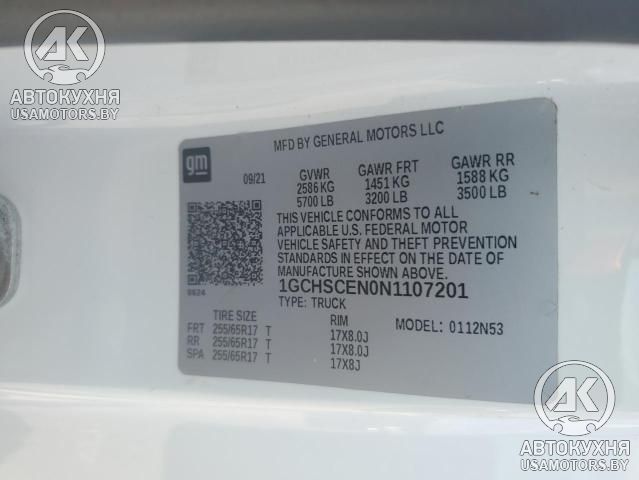 АК
АВТОКУХНЯ
USAMOTORS.BY
MFD BY GENERAL MOTORS LLC
gm
09/21
GVWR GAWR FRT GAWR RR
2586 KG 1451 KG 1588 KG
5700 LB 3200 LB 3500 LB
THIS VEHICLE CONFORMS TO ALL
APPLICABLE U.S. FEDERAL MOTOR
VEHICLE SAFETY AND THEFT PREVENTION
STANDARDS IN EFFECT ON THE DATE OF
MANUFACTURE SHOWN ABOVE.
1GCHSCEN0N1107201
TYPE: TRUCK
TIRE SIZE RIM MODEL: 0112N53
FRT 255/65R17 T 17X8.0J
RR 255/65R17 T 17X8.0J
SPA 255/65R17 T 17X8J
АК
АВТОКУХНЯ
USAMOTORS.BY